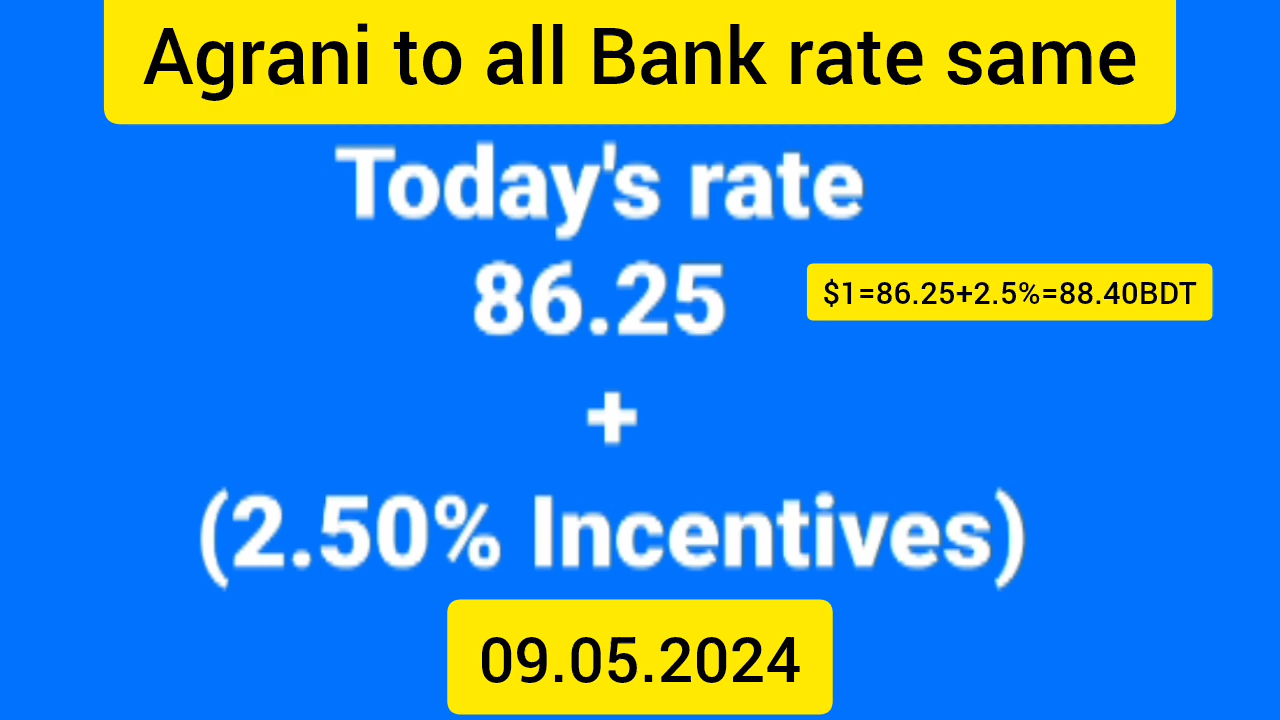 Agrani to all Bank rate same
Today's rate
86.25
$1=86.25+2.5%=88.40BDT
+
(2.50% Incentives)
09.05.2024